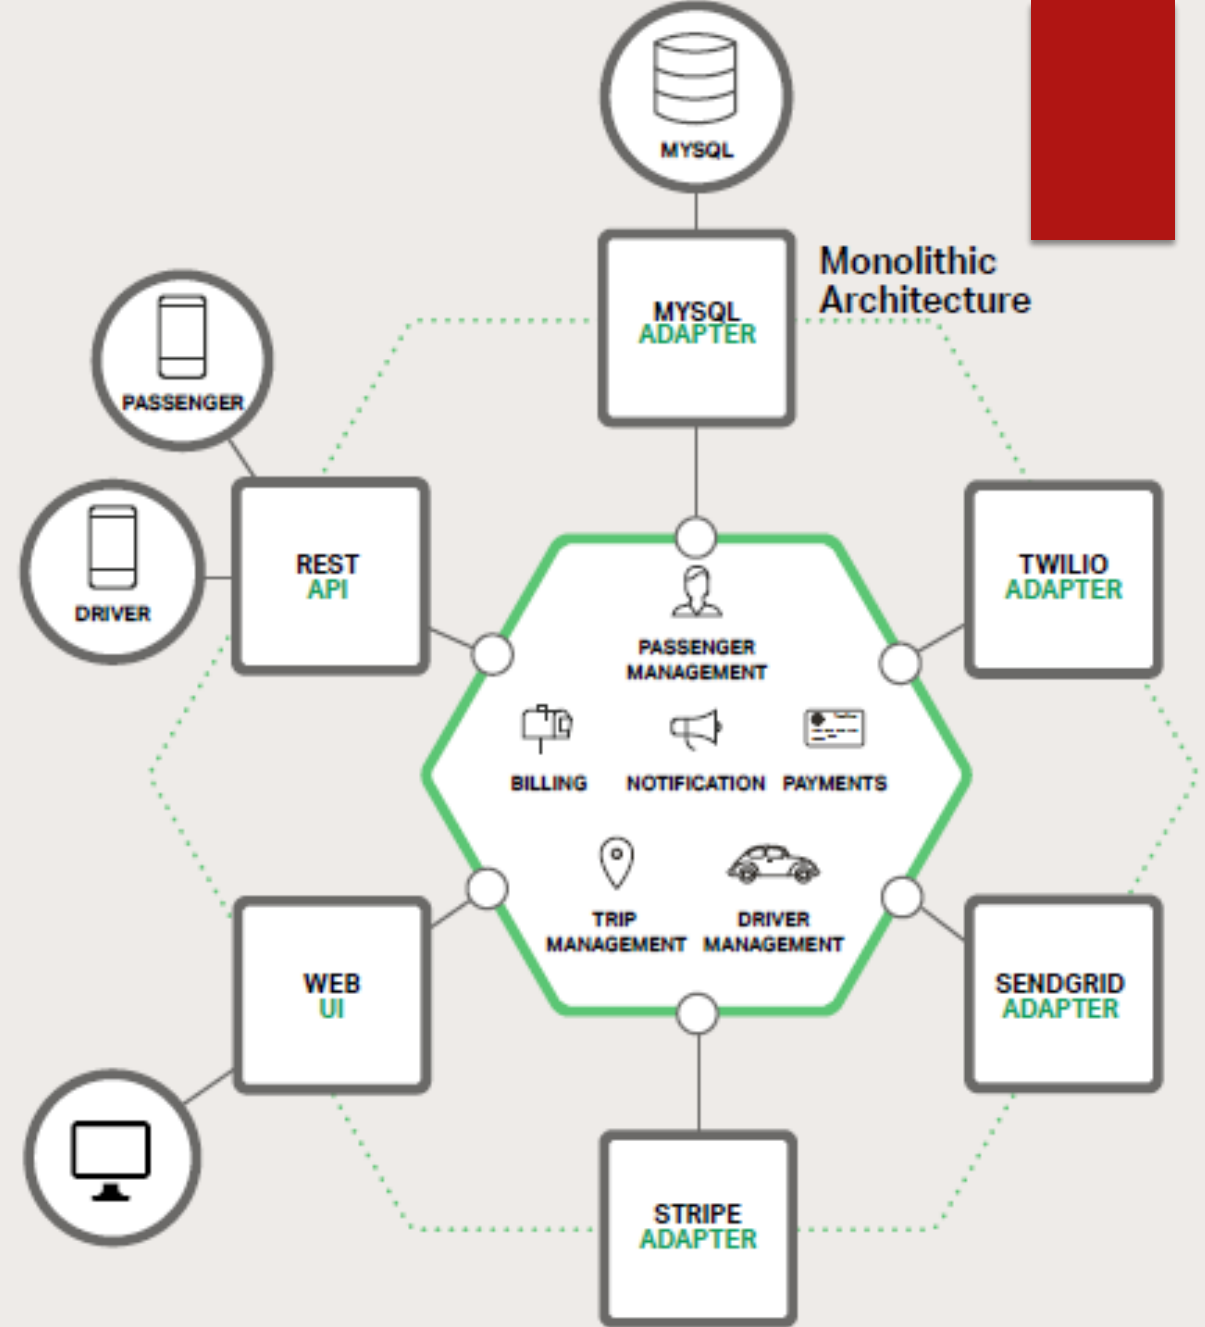 MYSQL
Monolithic
Architecture
MYSQL
ADAPTER
PASSENGER
DRIVER
REST
API
TWILIO
ADAPTER
PASSENGER
MANAGEMENT
BILLING
NOTIFICATION
PAYMENTS
TRIP
MANAGEMENT
DRIVER
MANAGEMENT
WEB
UI
SENDGRID
ADAPTER
STRIPE
ADAPTER